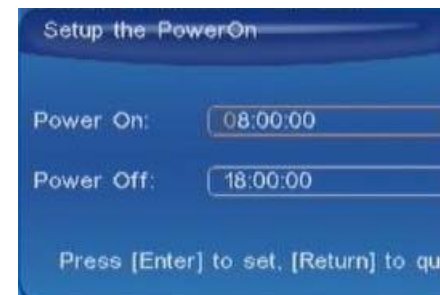 Setup the PowerOn
Power On: 08:00:00
Power Off: 18:00:00
Press [Enter] to set, [Return] to qu